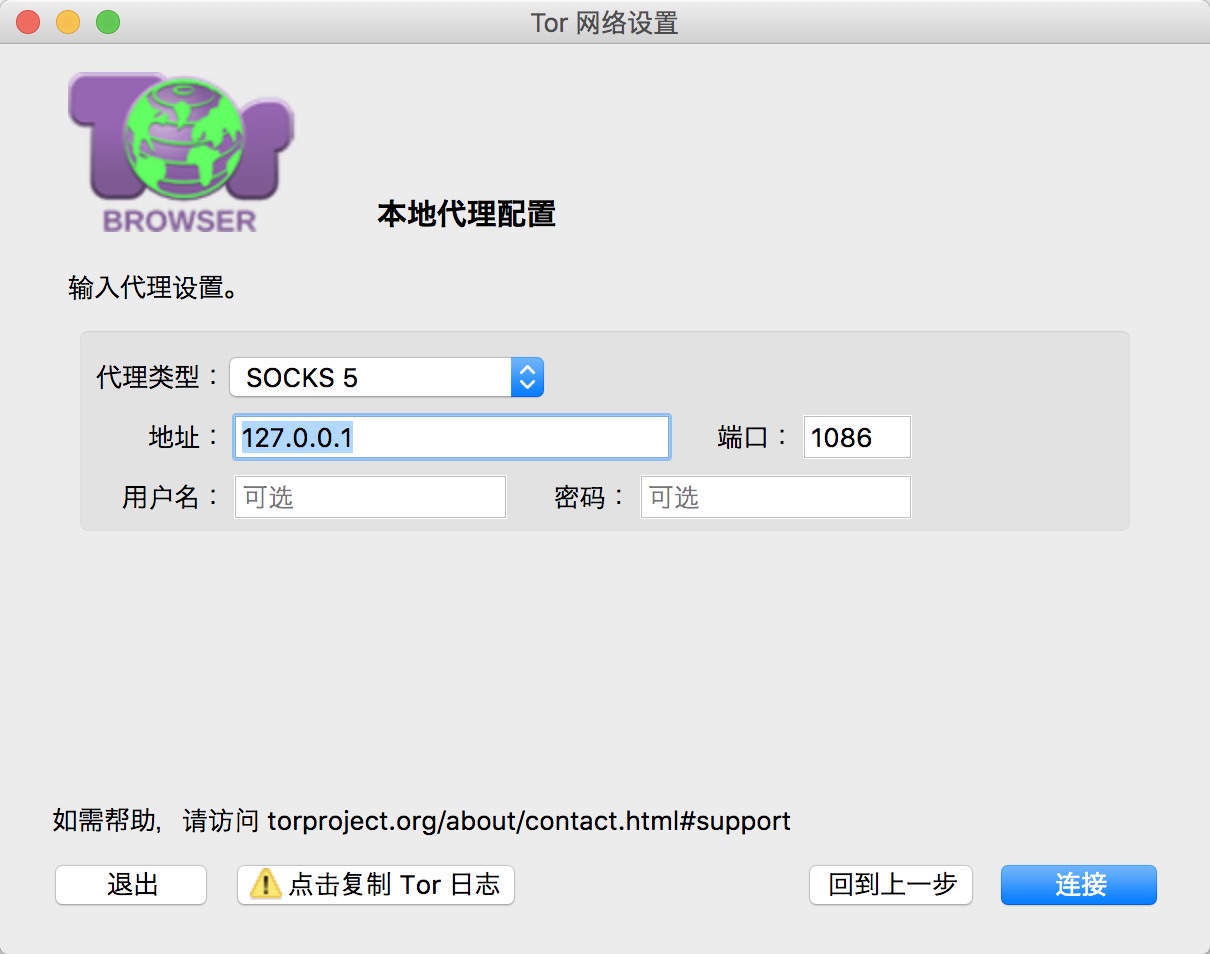 Tor 网络设置
Tor
BROWSER
本地代理配置
输入代理设置。
代理类型： SOCKS 5
地址： 127.0.0.1 端口： 1086
用户名： 可选 密码： 可选
如需帮助，请访问 torproject.org/about/contact.html#support
退出 点击复制 Tor 日志 回到上一步 连接